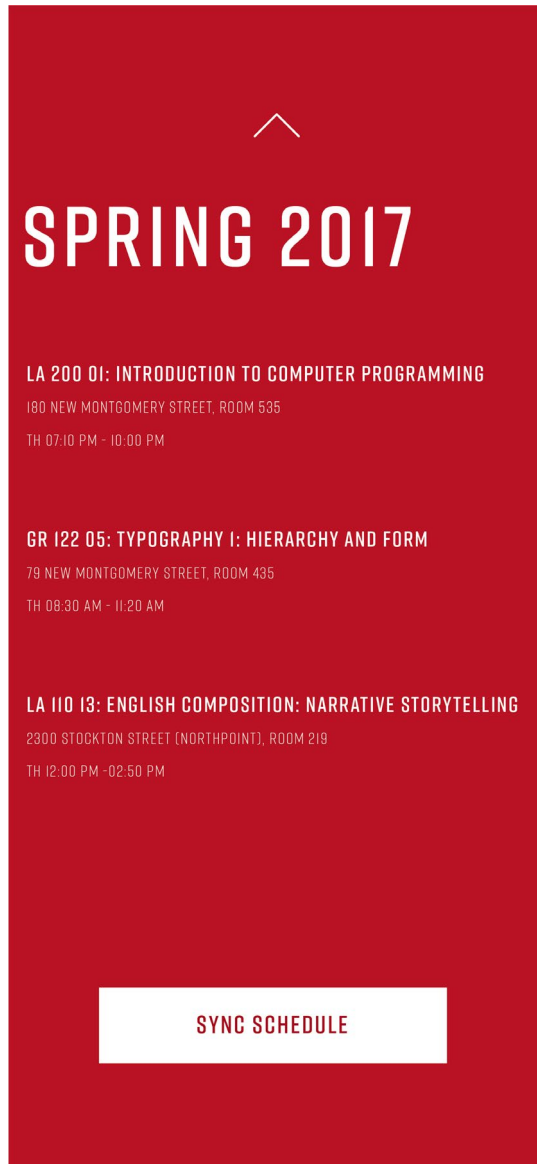 SPRING 2017
LA 200 01: INTRODUCTION TO COMPUTER PROGRAMMING
180 NEW MONTGOMERY STREET, ROOM 535
TH 07:10 PM - 10:00 PM
GR 122 05: TYPOGRAPHY 1: HIERARCHY AND FORM
79 NEW MONTGOMERY STREET, ROOM 435
TH 08:30 AM - 11:20 AM
LA 110 13: ENGLISH COMPOSITION: NARRATIVE STORYTELLING
2300 STOCKTON STREET (NORTHPOINT), ROOM 219
TH 12:00 PM -02:50 PM
SYNC SCHEDULE